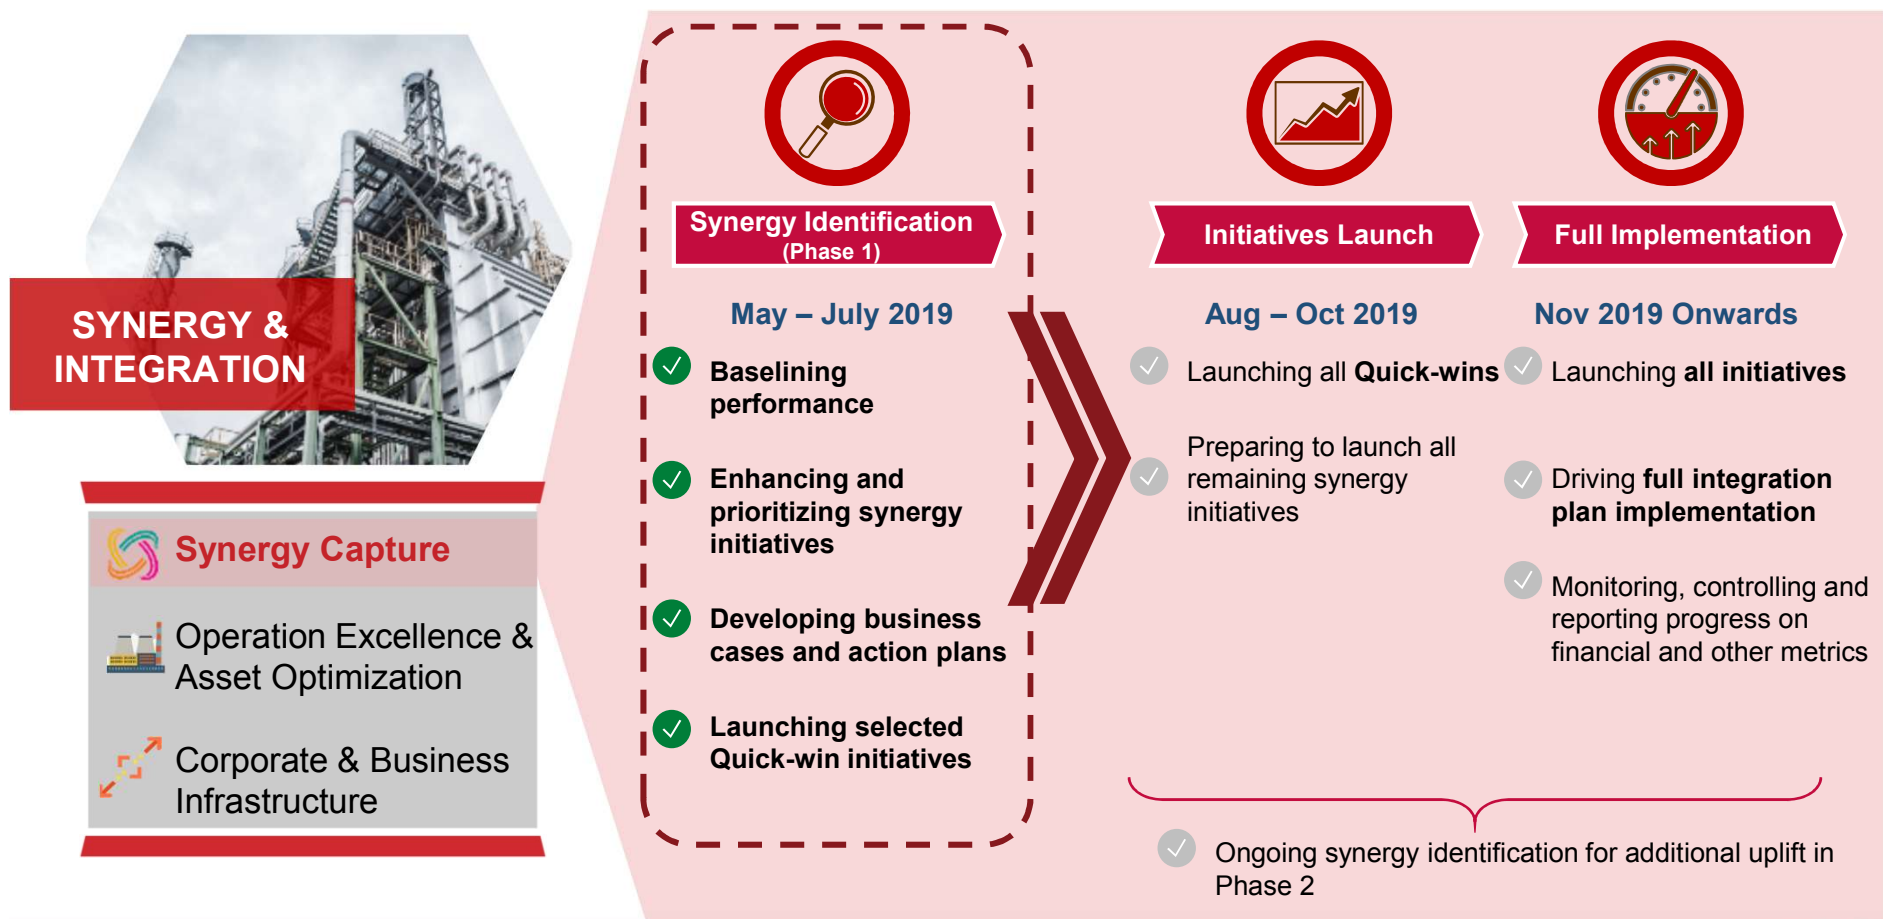 SYNERGY &
INTEGRATION
Synergy Capture
Operation Excellence &
Asset Optimization
Corporate & Business
Infrastructure
Synergy Identification
(Phase 1)
May – July 2019
Baselining
performance
Enhancing and
prioritizing synergy
initiatives
Developing business
cases and action plans
Launching selected
Quick-win initiatives
Initiatives Launch
Aug – Oct 2019
Launching all Quick-wins
Preparing to launch all
remaining synergy
initiatives
Full Implementation
Nov 2019 Onwards
Launching all initiatives
Driving full integration
plan implementation
Monitoring, controlling and
reporting progress on
financial and other metrics
Ongoing synergy identification for additional uplift in
Phase 2